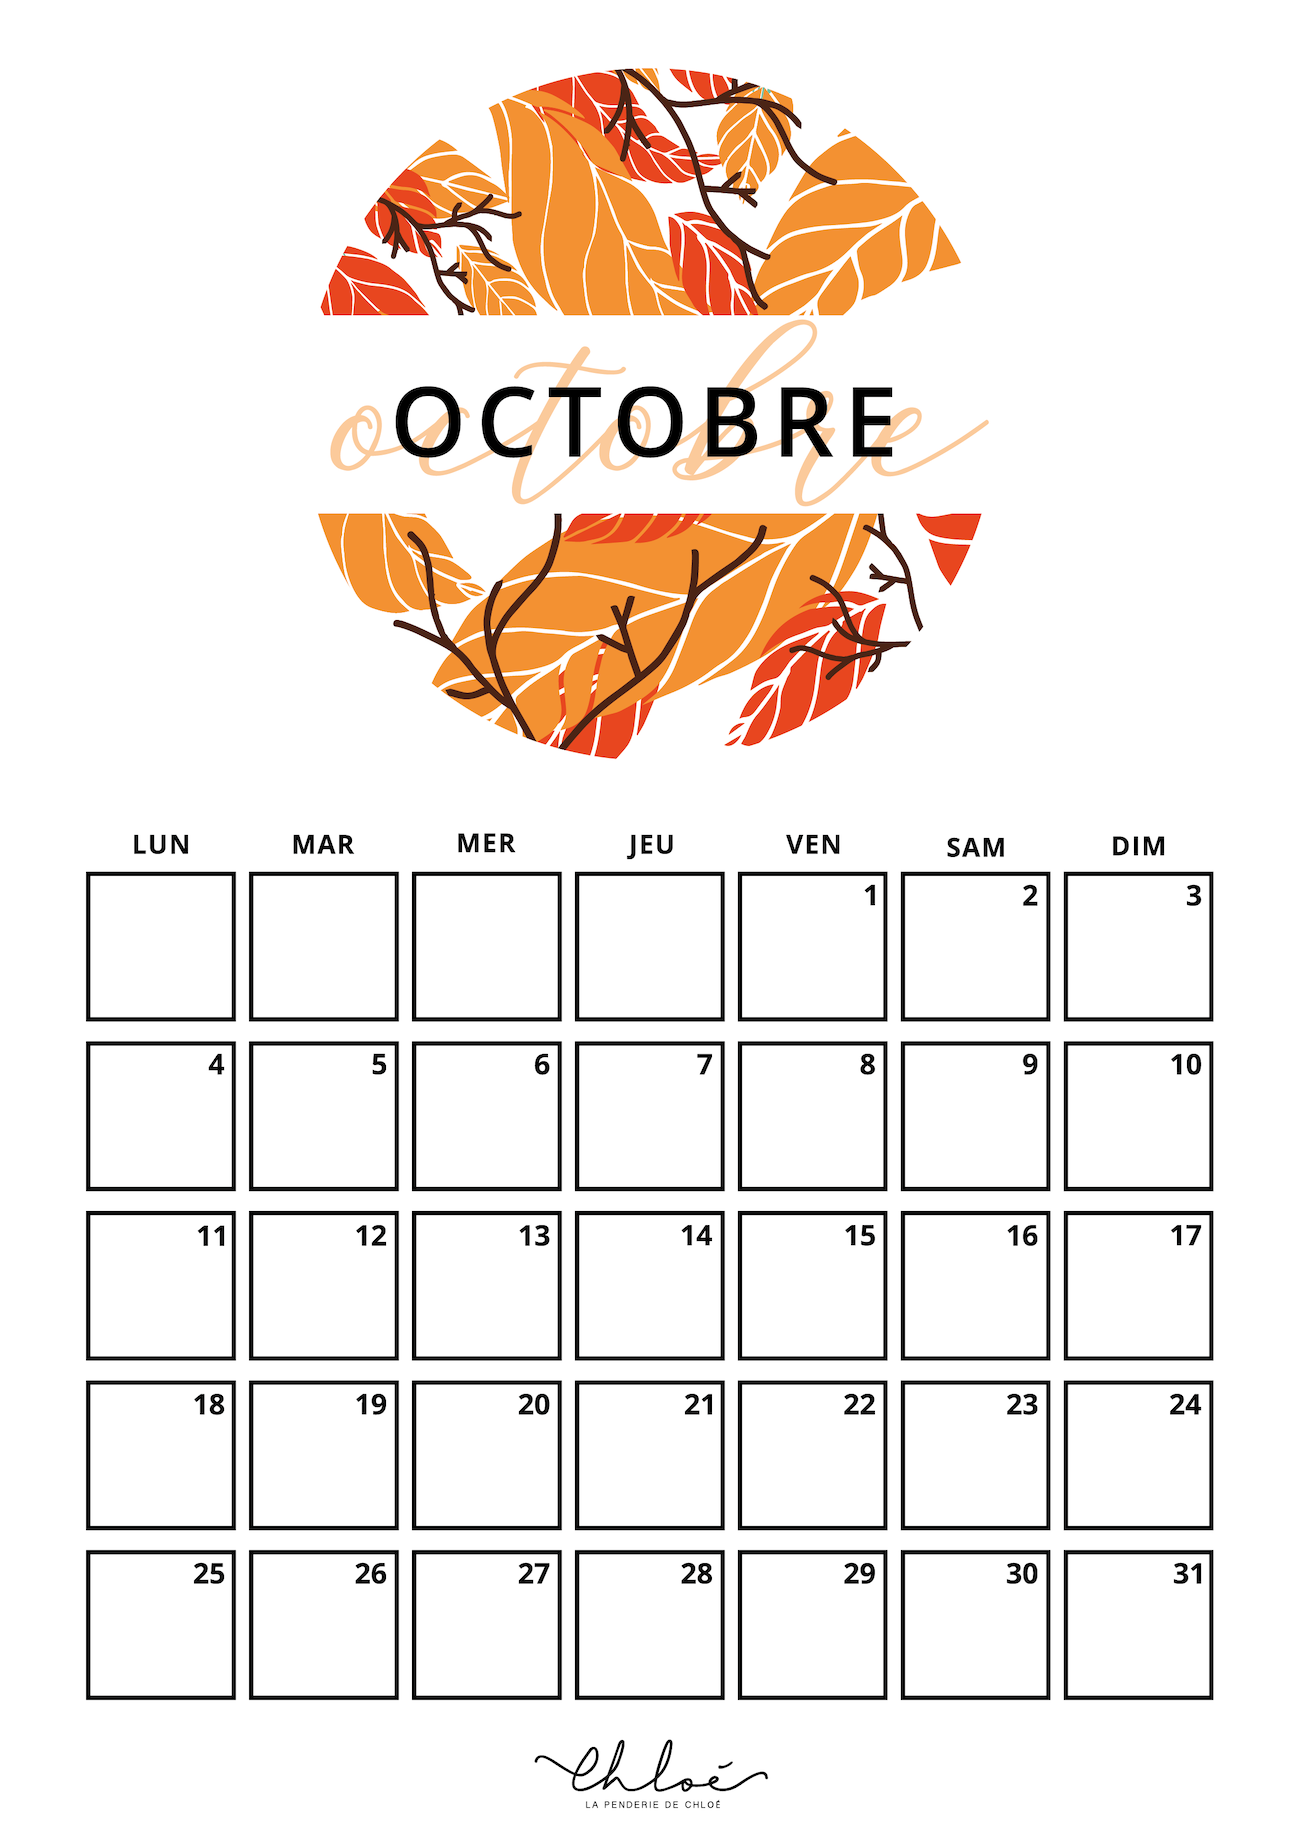 octobre
OCTOBRE
LUN MAR MER JEU VEN SAM DIM
1 2 3
4 5 6 7 8 9 10
11 12 13 14 15 16 17
18 19 20 21 22 23 24
25 26 27 28 29 30 31
Chloé
LA PENDERIE DE CHLOÉ